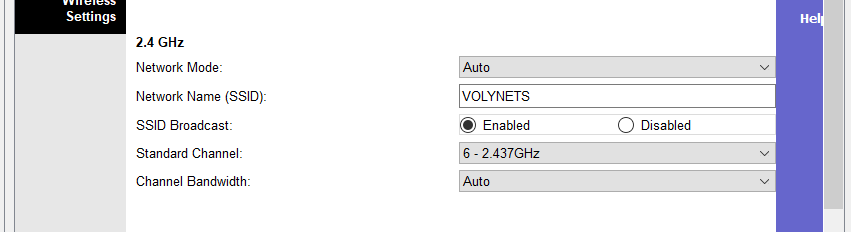 Wireless
Settings
Help
2.4 GHz
Network Mode: Auto
Network Name (SSID): VOLYNETS
SSID Broadcast: Enabled Disabled
Standard Channel: 6 - 2.437GHz
Channel Bandwidth: Auto